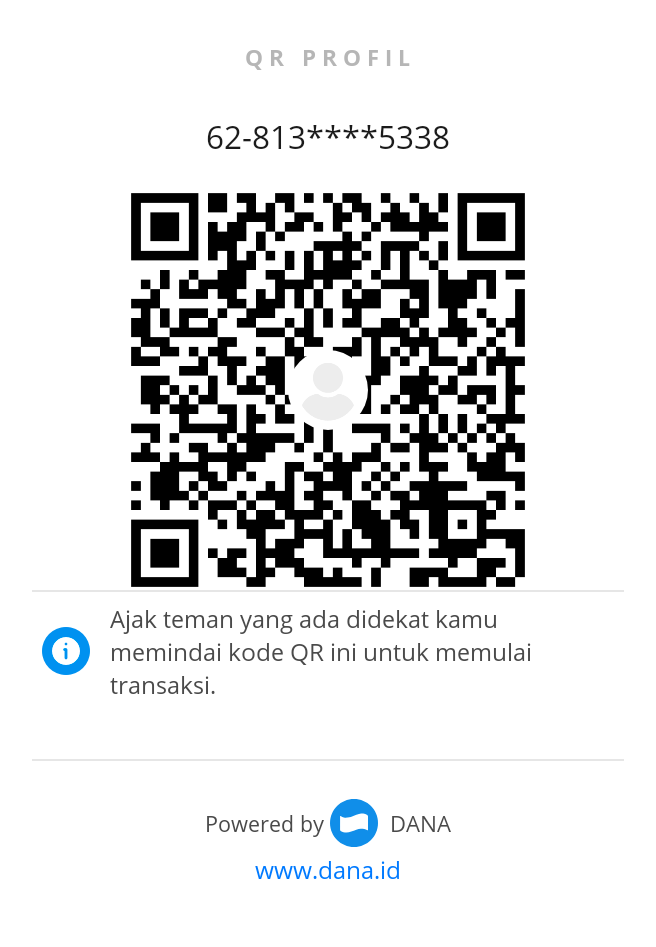 QR PROFIL
62-813****5338
Ajak teman yang ada didekat kamu
memindai kode QR ini untuk memulai
transaksi.
Powered by DANA
www.dana.id